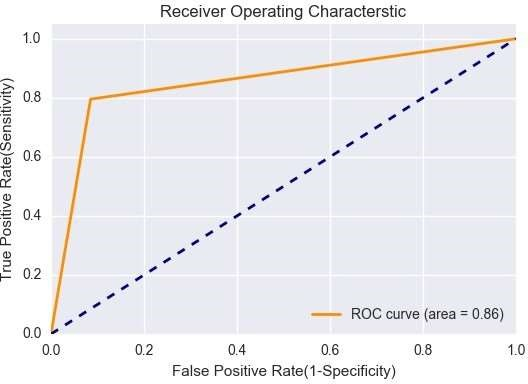 Receiver Operating Characterstic
1.0
0.8
0.6
0.4
0.2
0.0
True Positive Rate(Sensitivity)
ROC curve (area = 0.86)
0.0 0.2 0.4 0.6 0.8 1.0
False Positive Rate(1-Specificity)